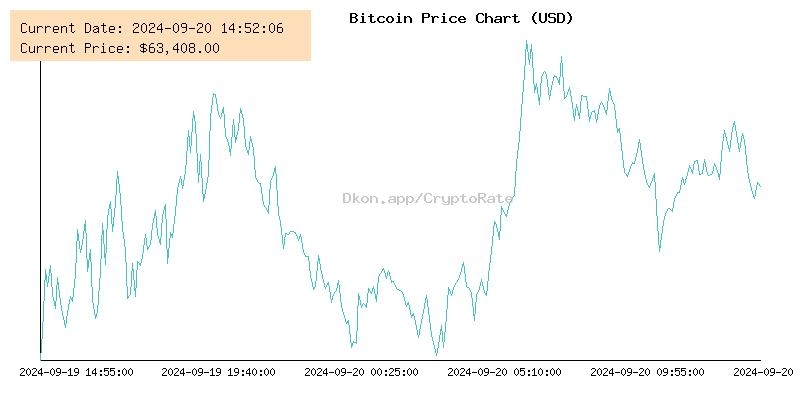 Bitcoin Price Chart (USD)
Current Date: 2024-09-20 14:52:06
Current Price: $63,408.00
Dkon.app/CryptoRate
2024-09-19 14:55:00
2024-09-19 19:40:00
2024-09-20 00:25:00
2024-09-20 05:10:00
2024-09-20 09:55:00
2024-09-20